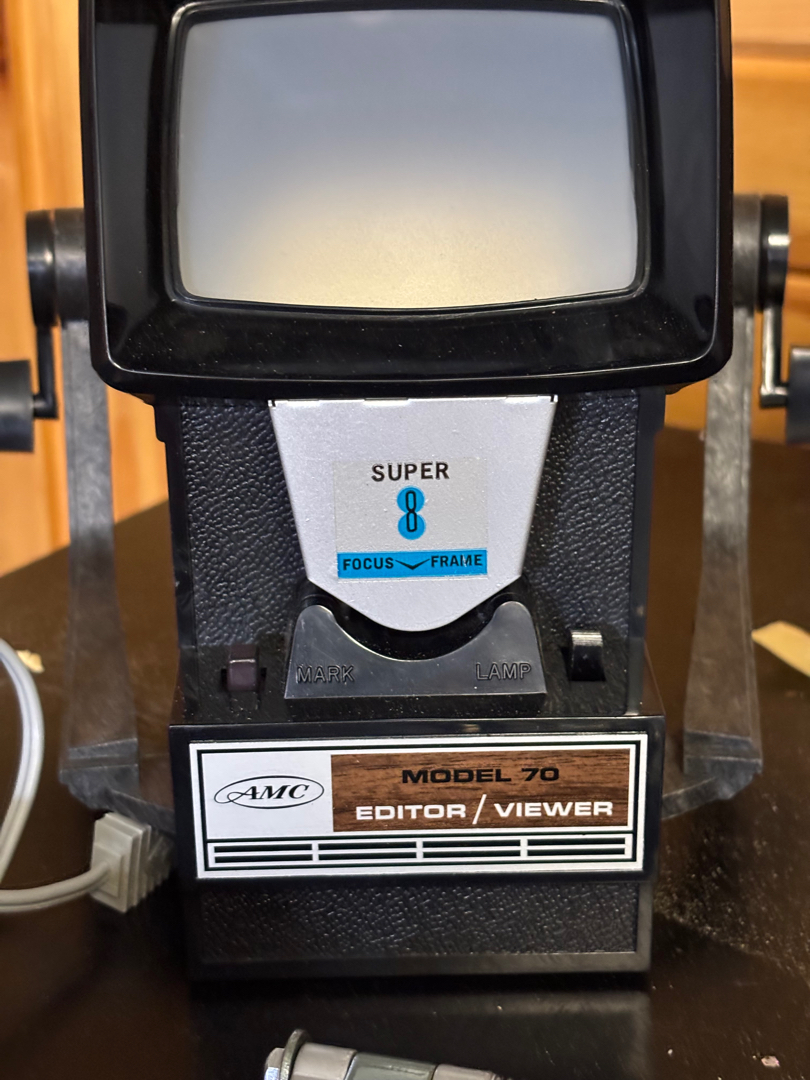 SUPER
8
FOCUS FRAME
MARK LAMP
AMC
MODEL 70
EDITOR/VIEWER